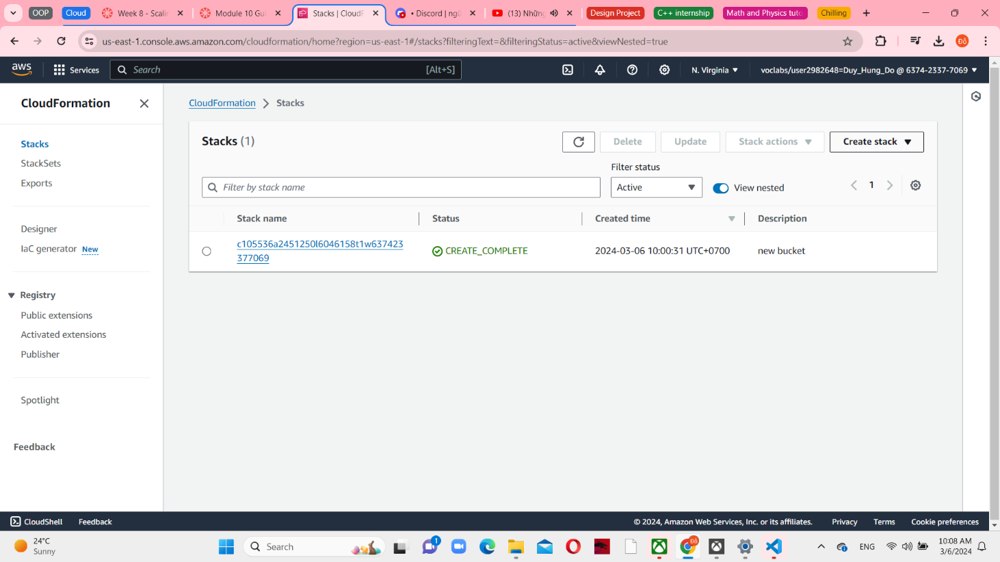 OOP
Cloud
Week 8 - Scalin
Module 10 Gui
Stacks | CloudF
• Discord | ngũ
(13) Những
Design Project
C++ internship
Math and Physics tuto
Chilling
us-east-1.console.aws.amazon.com/cloudformation/home?region=us-east-1#/stacks?filteringText=&filteringStatus=active&viewNested=true
Đỗ
aws
Services
Search
[Alt+S]
N. Virginia
voclabs/user2982648=Duy_Hung_Do @ 6374-2337-7069
CloudFormation
CloudFormation
Stacks
Stacks
StackSets
Exports
Designer
IaC generator New
Registry
Public extensions
Activated extensions
Publisher
Spotlight
Feedback
Stacks (1)
Delete
Update
Stack actions
Create stack
Filter status
Filter by stack name
Active
View nested
1
Stack name
Status
Created time
Description
c105536a2451250l6046158t1w637423
377069
CREATE_COMPLETE
2024-03-06 10:00:31 UTC+0700
new bucket
CloudShell
Feedback
© 2024, Amazon Web Services, Inc. or its affiliates.
Privacy
Terms
Cookie preferences
24°C
Sunny
Search
1
Đỗ
ENG
10:08 AM
3/6/2024